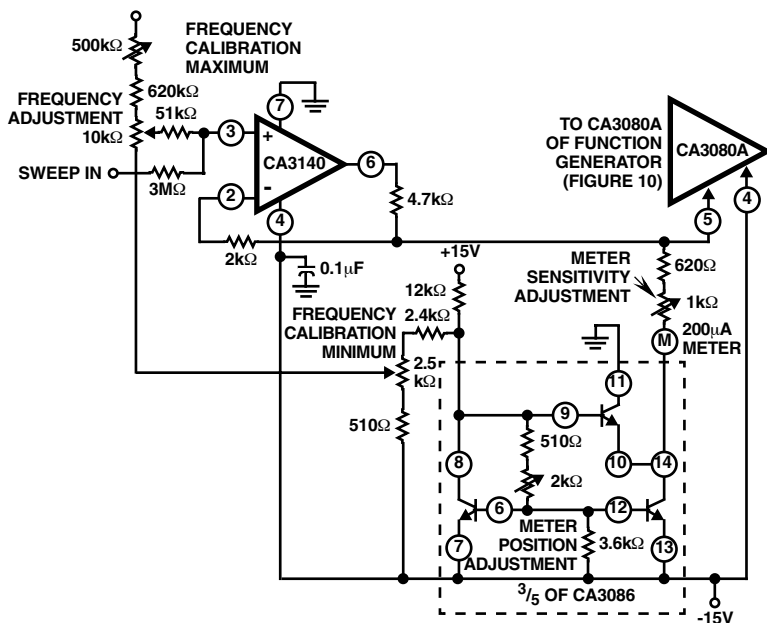 500kΩ
FREQUENCY
CALIBRATION
MAXIMUM
620kΩ
FREQUENCY
ADJUSTMENT
10kΩ
51kΩ
SWEEP IN
3MΩ
7
3
+
CA3140
6
2
-
4
4.7kΩ
2kΩ
0.1µF
TO CA3080A
OF FUNCTION
GENERATOR
(FIGURE 10)
CA3080A
4
5
+15V
12kΩ
2.4kΩ
FREQUENCY
CALIBRATION
MINIMUM
2.5
kΩ
510Ω
METER
SENSITIVITY
ADJUSTMENT
620Ω
1kΩ
200µA
METER
M
11
9
510Ω
10
14
8
2kΩ
6
12
7
METER
POSITION
ADJUSTMENT
3.6kΩ
13
3/5 OF CA3086
-15V